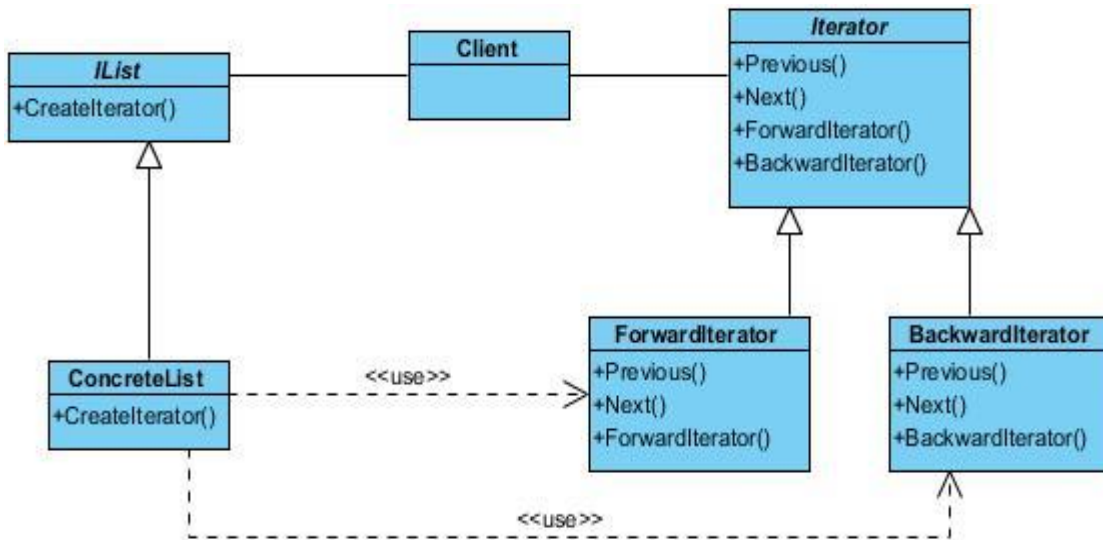 IList
+CreateIterator()
Client
Iterator
+Previous()
+Next()
+ForwardIterator()
+BackwardIterator()
ConcreteList
+CreateIterator()
<<use>>
ForwardIterator
+Previous()
+Next()
+ForwardIterator()
BackwardIterator
+Previous()
+Next()
+BackwardIterator()
<<use>>